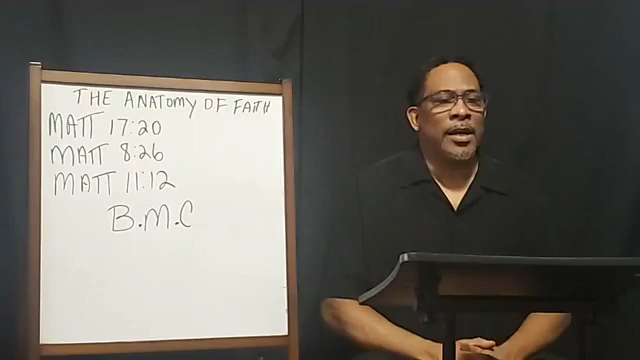 THE ANATOMY OF FAITH
MATT 17:20
MATT 8:26
MATT 11:12
B.M.C